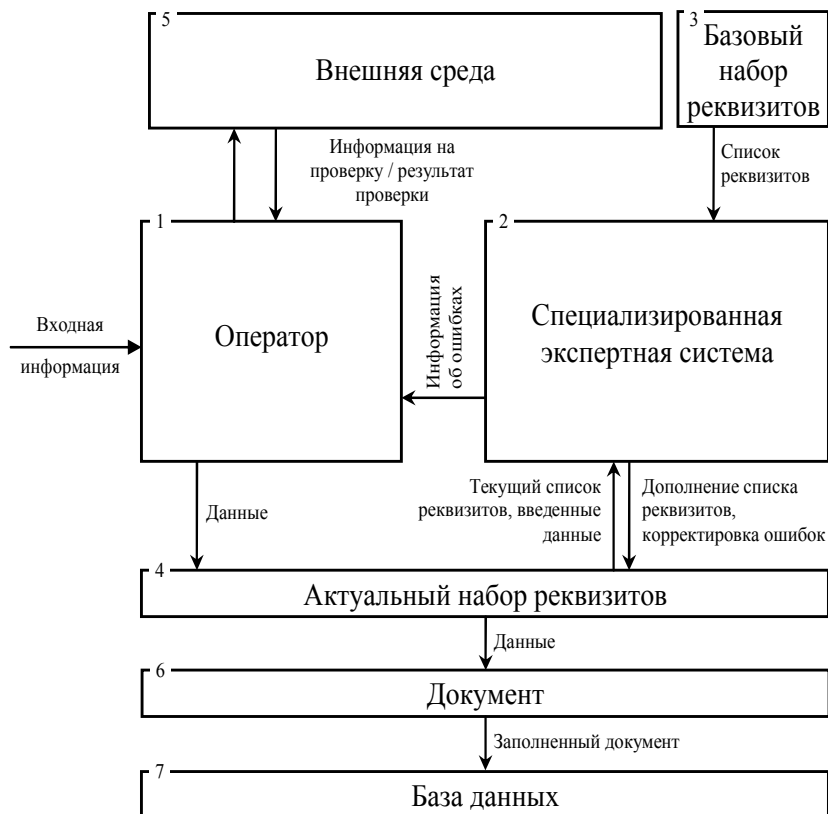 5
Внешняя среда
3
Базовый
набор
реквизитов
Информация на
проверку / результат
проверки
Список
реквизитов
1
Оператор
2
Специализированная
экспертная система
Входная
информация
Информация
об ошибках
Данные
Текущий список
реквизитов, введенные
данные
Дополнение списка
реквизитов,
корректировка ошибок
4
Актуальный набор реквизитов
Данные
6
Документ
Заполненный документ
7
База данных